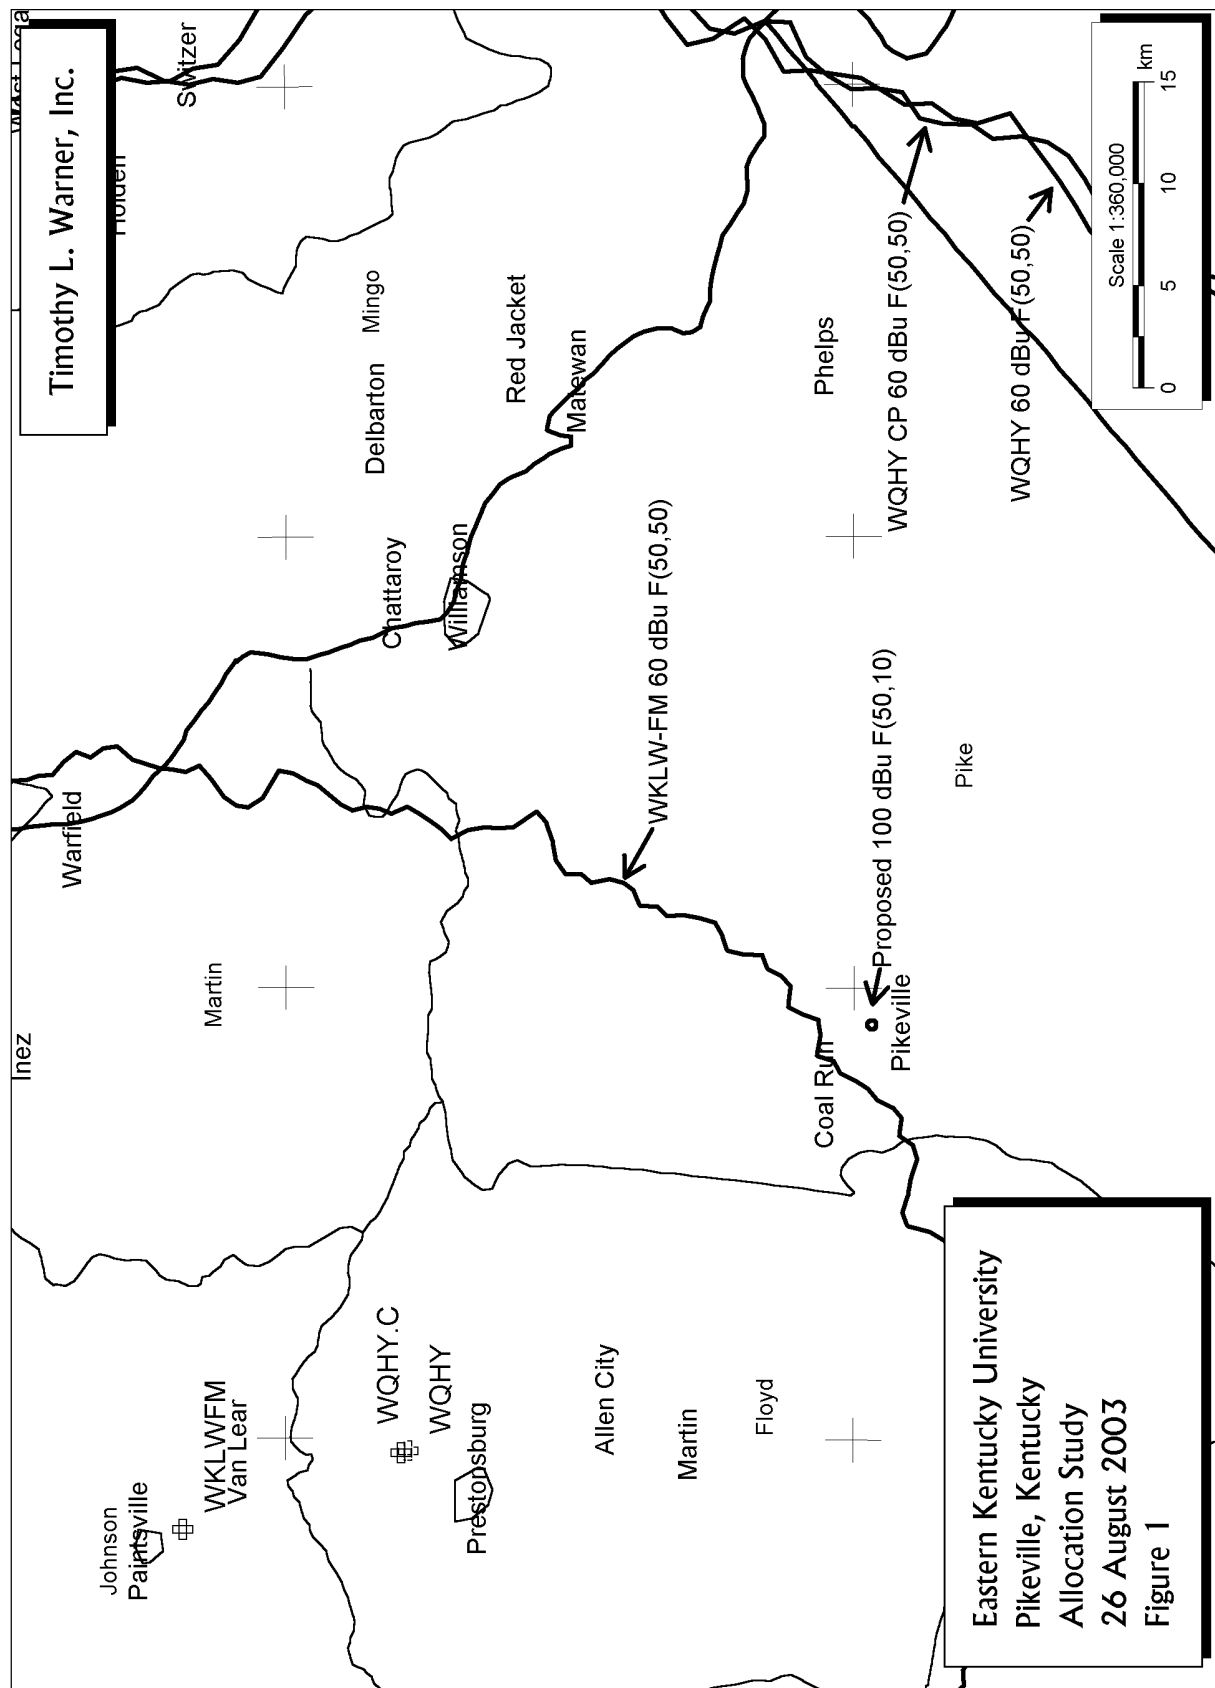 Inez
Timothy L. Warner, Inc.
Warfield
Johnson
Paintsville
Holden
Switzer
WKLWFM
Van Lear
Martin
Mingo
Delbarton
WQHY.C
Chattaroy
WQHY
Williamson
Prestonsburg
Red Jacket
Matewan
Allen City
WKLW-FM 60 dBu F(50,50)
Martin
Floyd
Coal Run
Phelps
Proposed 100 dBu F(50,10)
WQHY CP 60 dBu F(50,50)
Pikeville
Pike
WQHY 60 dBu F(50,50)
Eastern Kentucky University
Pikeville, Kentucky
Allocation Study
26 August 2003
Figure 1
Scale 1:360,000
km
0 5 10 15